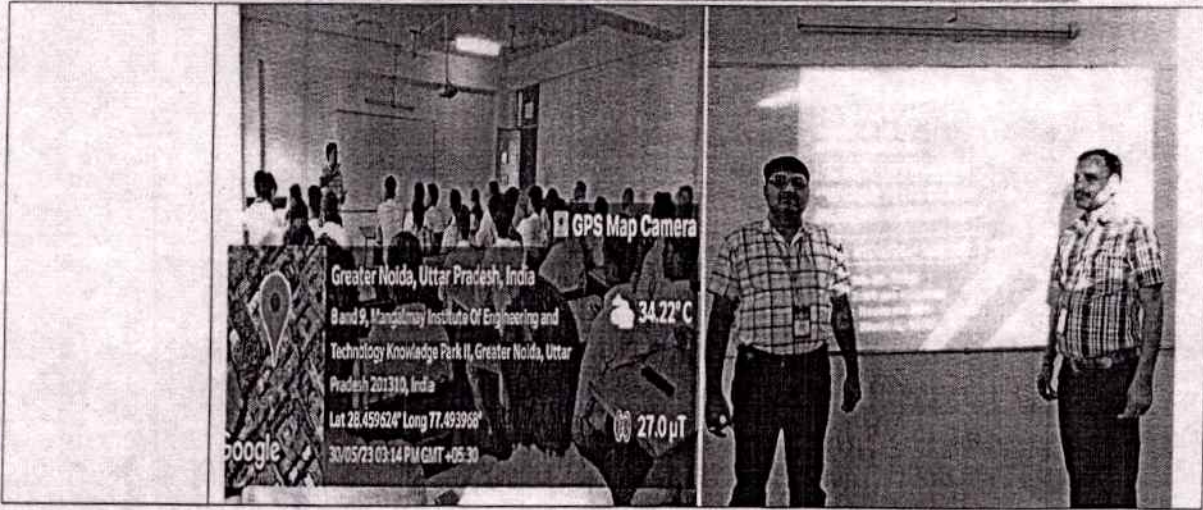 GPS Map Camera
Greater Noida, Uttar Pradesh, India
8 and 9, Mangalmay Institute Of Engineering and
Technology Knowledge Park II, Greater Noida, Uttar
Pradesh 201310, India
Lat 28.459624° Long 77.493968°
30/05/23 03:14 PM GMT +05:30
34.22°C
27.0 µT
Google